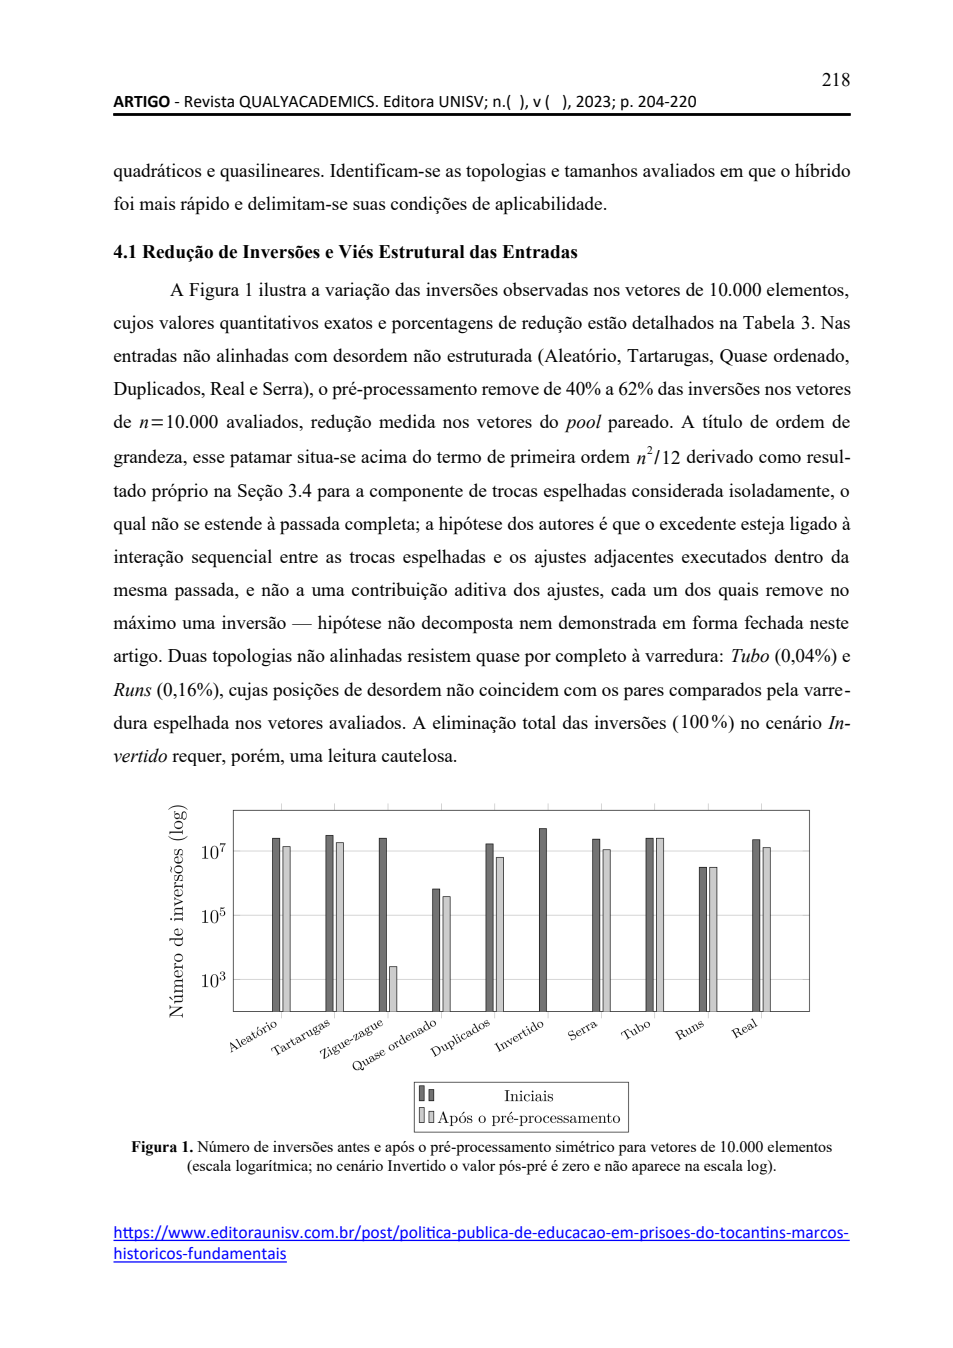 218
ARTIGO - Revista QUALYACADEMICS. Editora UNISV; n.( ), v ( ), 2023; p. 204-220
quadráticos e quasilineares. Identificam-se as topologias e tamanhos avaliados em que o híbrido
foi mais rápido e delimitam-se suas condições de aplicabilidade.
4.1 Redução de Inversões e Viés Estrutural das Entradas
A Figura 1 ilustra a variação das inversões observadas nos vetores de 10.000 elementos,
cujos valores quantitativos exatos e porcentagens de redução estão detalhados na Tabela 3. Nas
entradas não alinhadas com desordem não estruturada (Aleatório, Tartarugas, Quase ordenado,
Duplicados, Real e Serra), o pré-processamento remove de 40% a 62% das inversões nos vetores
de n=10.000 avaliados, redução medida nos vetores do pool pareado. A título de ordem de
grandeza, esse patamar situa-se acima do termo de primeira ordem n²/12 derivado como resul-
tado próprio na Seção 3.4 para a componente de trocas espelhadas considerada isoladamente, o
qual não se estende à passada completa; a hipótese dos autores é que o excedente esteja ligado à
interação sequencial entre as trocas espelhadas e os ajustes adjacentes executados dentro da
mesma passada, e não a uma contribuição aditiva dos ajustes, cada um dos quais remove no
máximo uma inversão — hipótese não decomposta nem demonstrada em forma fechada neste
artigo. Duas topologias não alinhadas resistem quase por completo à varredura: Tubo (0,04%) e
Runs (0,16%), cujas posições de desordem não coincidem com os pares comparados pela varre-
dura espelhada nos vetores avaliados. A eliminação total das inversões (100%) no cenário In-
vertido requer, porém, uma leitura cautelosa.
Número de inversões (log)
10⁷
10⁵
10³
Aleatório
Tartarugas
Zigue-zague
Quase ordenado
Duplicados
Invertido
Serra
Tubo
Runs
Real
Iniciais
Após o pré-processamento
Figura 1. Número de inversões antes e após o pré-processamento simétrico para vetores de 10.000 elementos
(escala logarítmica; no cenário Invertido o valor pós-pré é zero e não aparece na escala log).
https://www.editoraunisv.com.br/post/politica-publica-de-educacao-em-prisoes-do-tocantins-marcos-
historicos-fundamentais